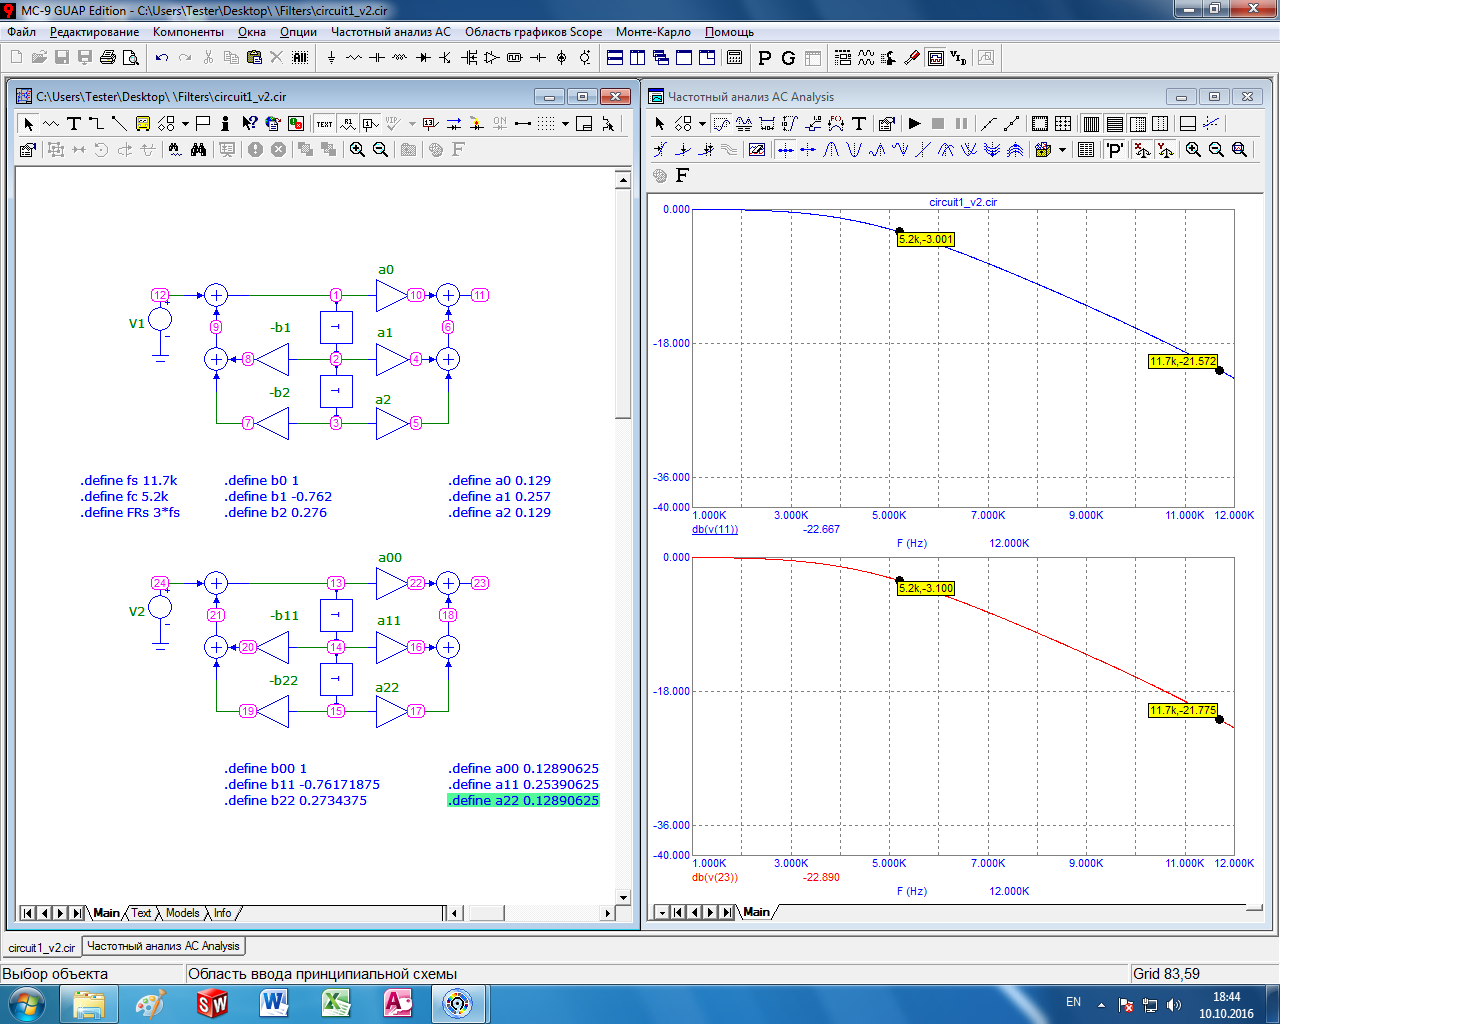 MC-9 GUAP Edition - C:\Users\Tester\Desktop\ \Filters\circuit1_v2.cir
Файл Редактирование Компоненты Окна Опции Частотный анализ AC Область графиков Scope Монте-Карло Помощь
C:\Users\Tester\Desktop\ \Filters\circuit1_v2.cir
a0
12 1 10 11
V1
9 -b1 a1 6
8 2 4
-b2 a2
7 3 5
.define fs 11.7k .define b0 1 .define a0 0.129
.define fc 5.2k .define b1 -0.762 .define a1 0.257
.define FRs 3*fs .define b2 0.276 .define a2 0.129
a00
24 13 22 23
V2
21 -b11 a11 18
20 14 16
-b22 a22
19 15 17
.define b00 1 .define a00 0.12890625
.define b11 -0.76171875 .define a11 0.25390625
.define b22 0.2734375 .define a22 0.12890625
Main Text Models Info
Частотный анализ AC Analysis
circuit1_v2.cir
0.000
5.2k,-3.001
-18.000
11.7k,-21.572
-36.000
-40.000
1.000K 3.000K 5.000K 7.000K 9.000K 11.000K 12.000K
db(v(11)) -22.667
F (Hz) 12.000K
0.000
5.2k,-3.100
-18.000
11.7k,-21.775
-36.000
-40.000
1.000K 3.000K 5.000K 7.000K 9.000K 11.000K 12.000K
db(v(23)) -22.890
F (Hz) 12.000K
Main
circuit1_v2.cir Частотный анализ AC Analysis
Выбор объекта Область ввода принципиальной схемы Grid 83,59
EN 18:44
10.10.2016